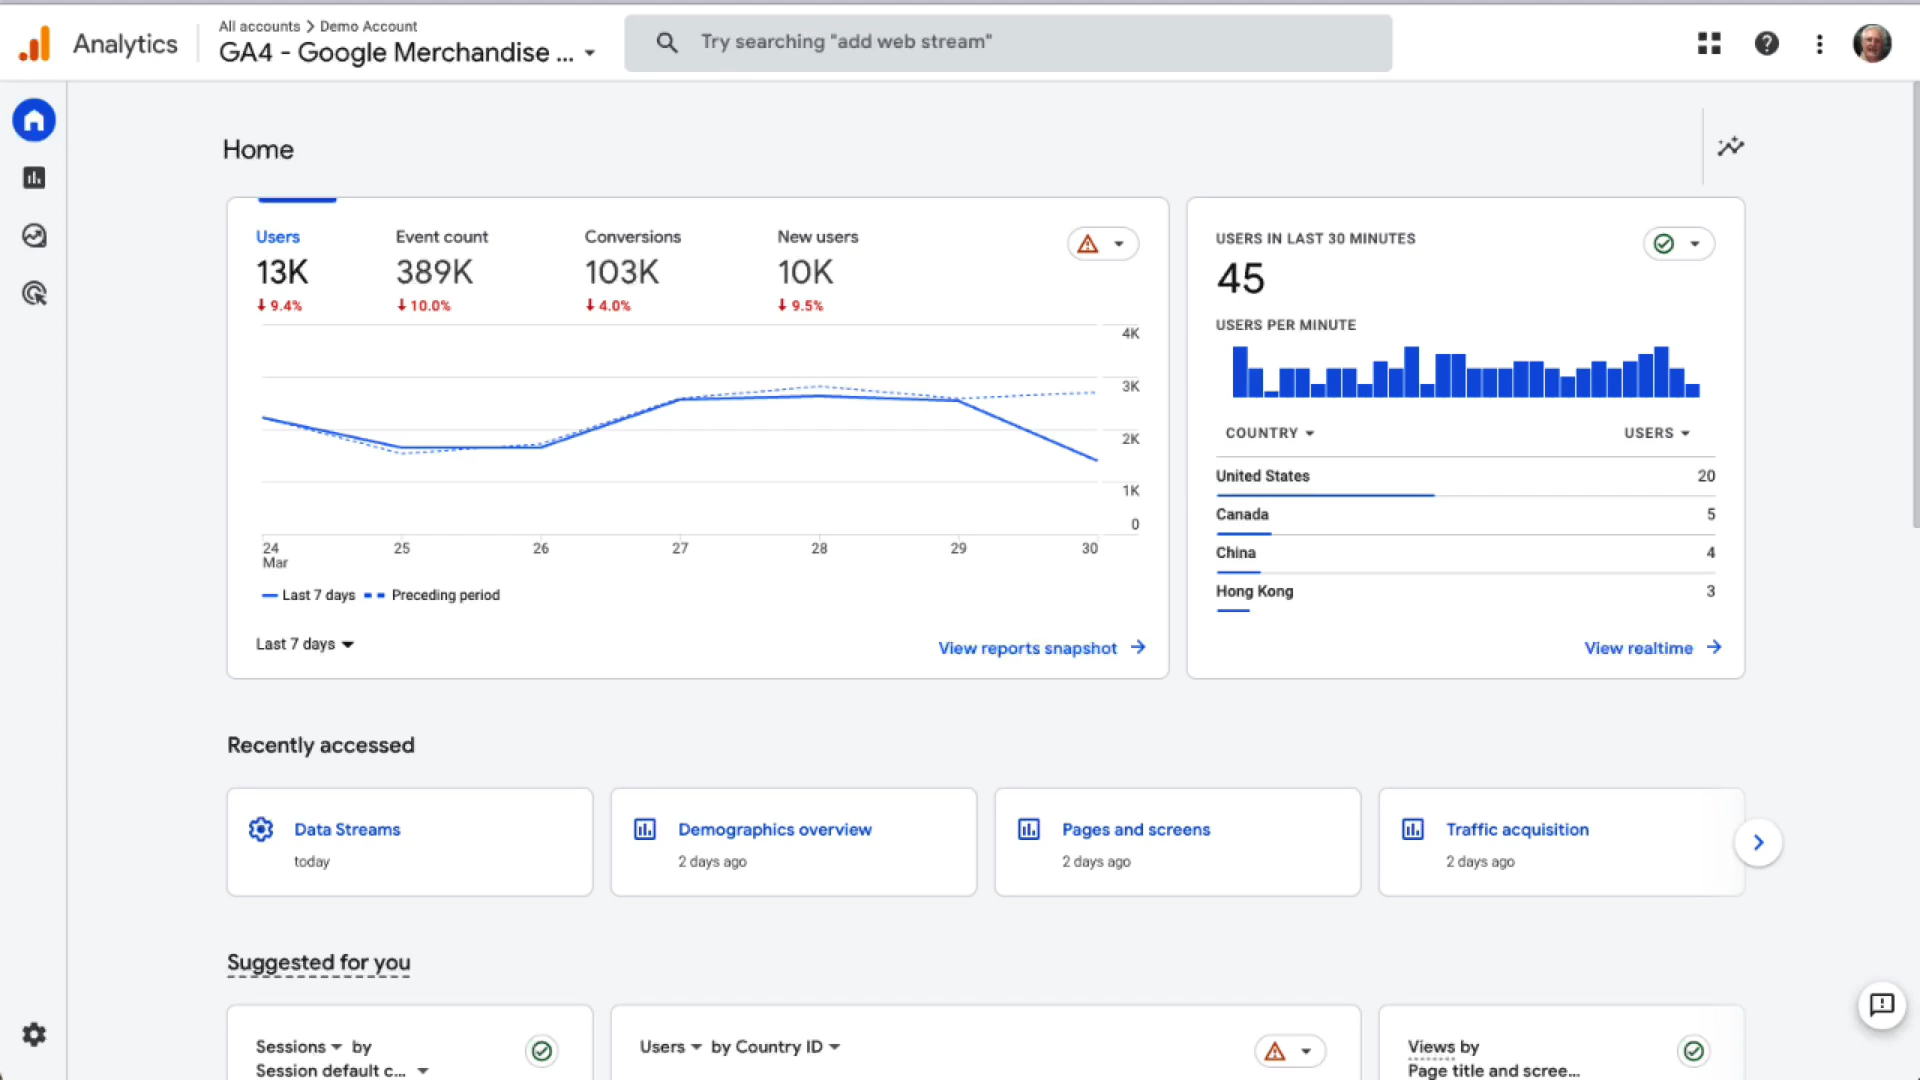 All accounts > Demo Account
Analytics
GA4 - Google Merchandise ...
Try searching "add web stream"
Home
Users
13K
9.4%
Event count
389K
10.0%
Conversions
103K
4.0%
New users
10K
9.5%
4K
3K
2K
1K
0
24
Mar
25
26
27
28
29
30
Last 7 days
Preceding period
Last 7 days
View reports snapshot
USERS IN LAST 30 MINUTES
45
USERS PER MINUTE
COUNTRY
USERS
United States 20
Canada 5
China 4
Hong Kong 3
View realtime
Recently accessed
Data Streams
today
Demographics overview
2 days ago
Pages and screens
2 days ago
Traffic acquisition
2 days ago
Suggested for you
Sessions by
Session default c...
Users by Country ID
Views by
Page title and scree...